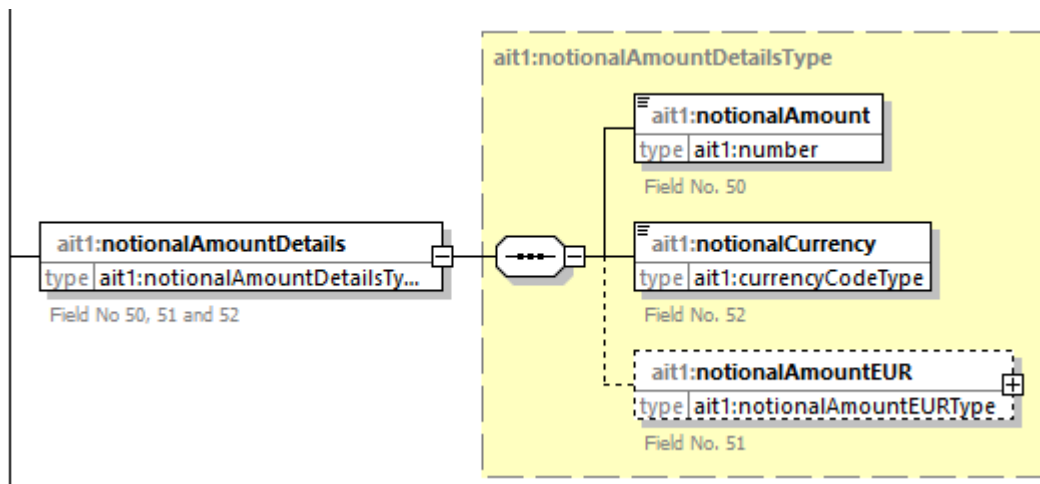 ait1:notionalAmountDetailsType
ait1:notionalAmount
type ait1:number
Field No. 50
ait1:notionalAmountDetails
type ait1:notionalAmountDetailsTy...
Field No 50, 51 and 52
ait1:notionalCurrency
type ait1:currencyCodeType
Field No. 52
ait1:notionalAmountEUR
type ait1:notionalAmountEURType
Field No. 51